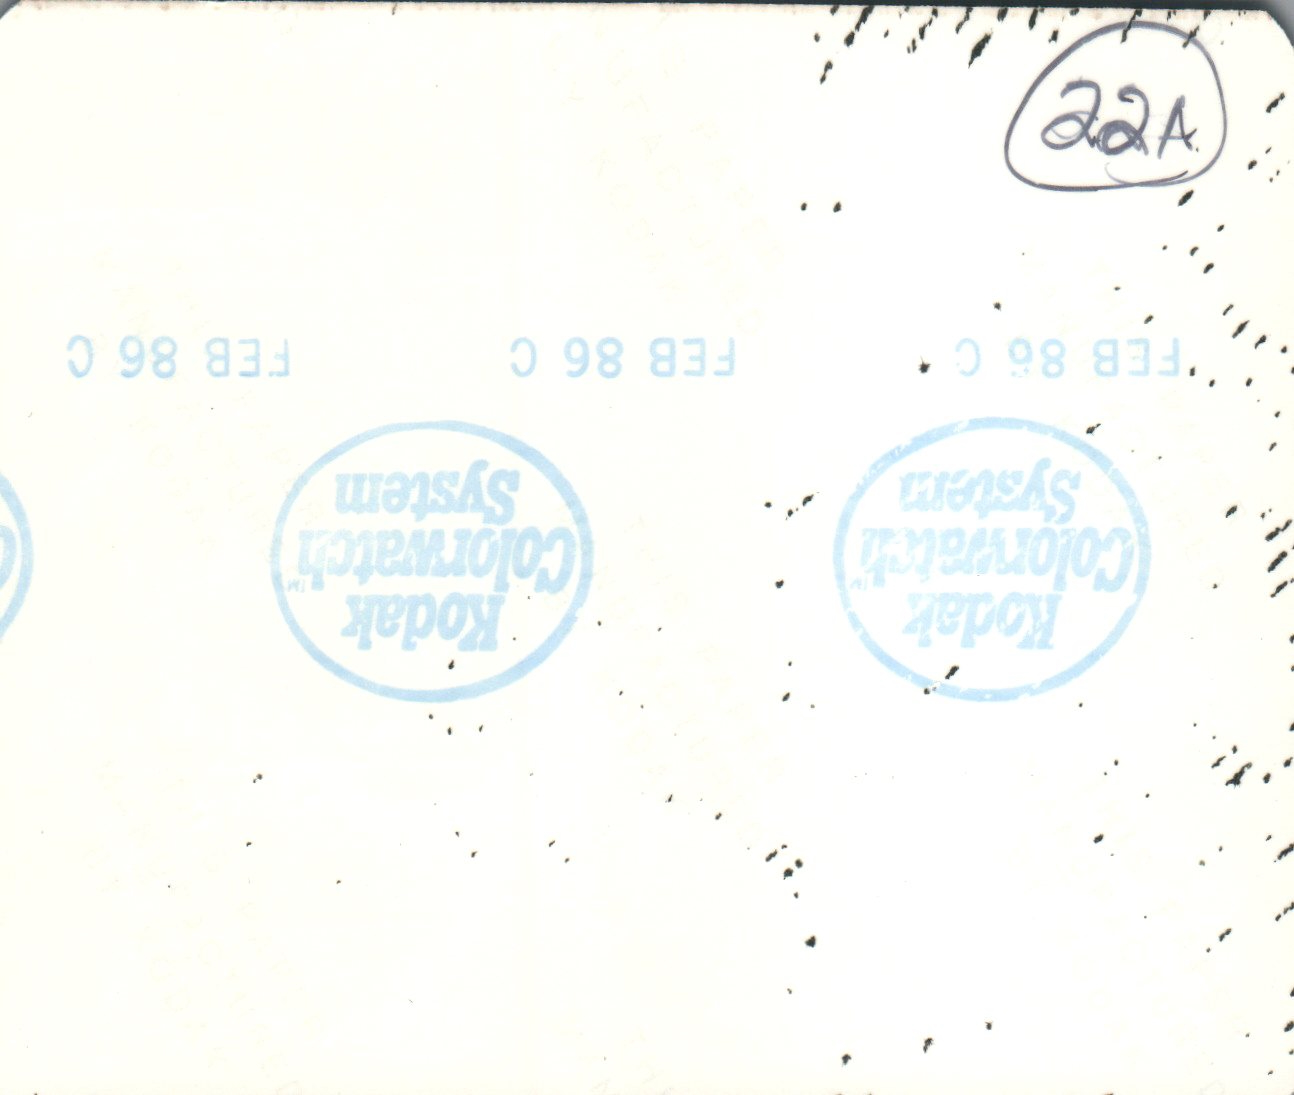 22A
FEB 86 C FEB 86 C FEB 86 C
Kodak
Colorwatch™
System
Kodak
Colorwatch™
System